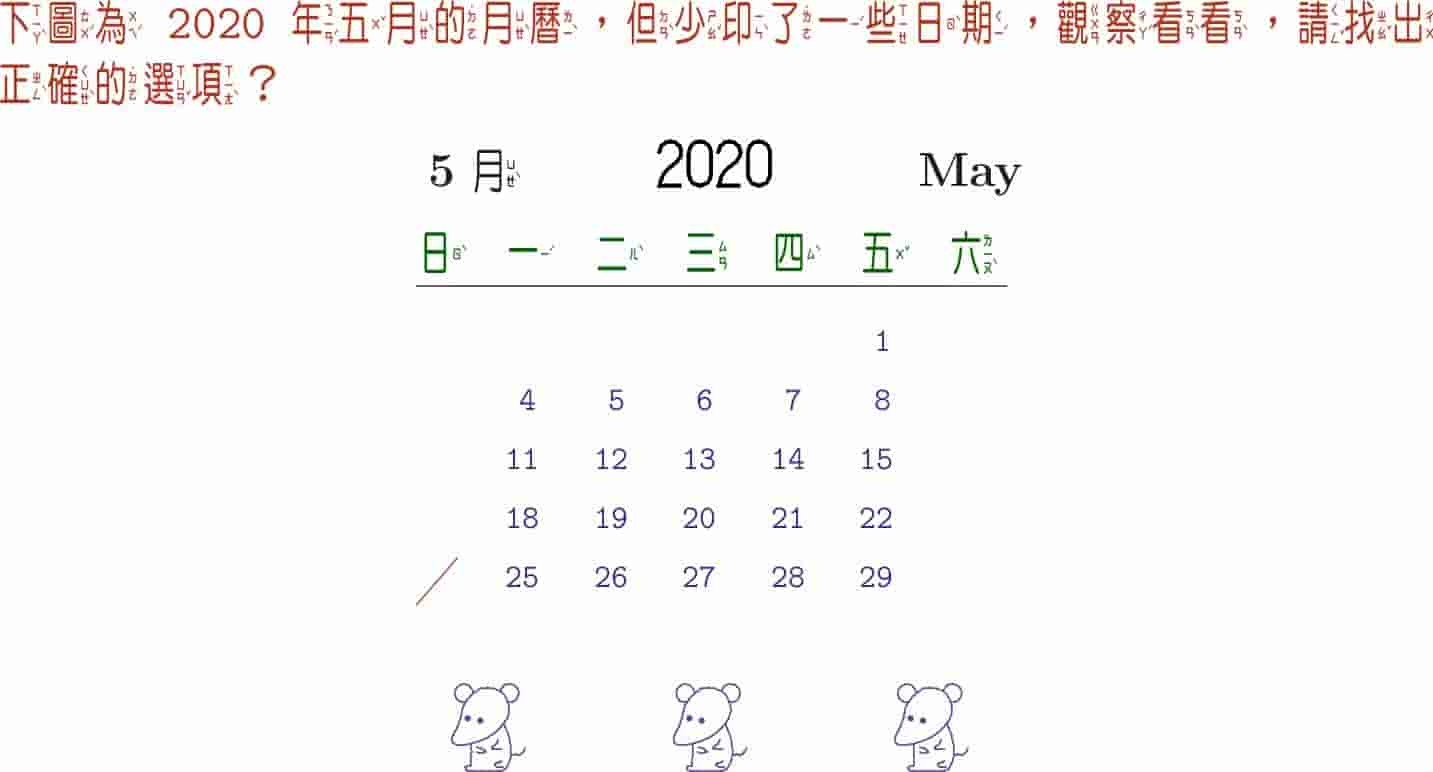 下圖為 2020 年五月的月曆，但少印了一些日期，觀察看看，請找出
正確的選項？
5 月 2020 May
日 一 二 三 四 五 六
1
4 5 6 7 8
11 12 13 14 15
18 19 20 21 22
25 26 27 28 29